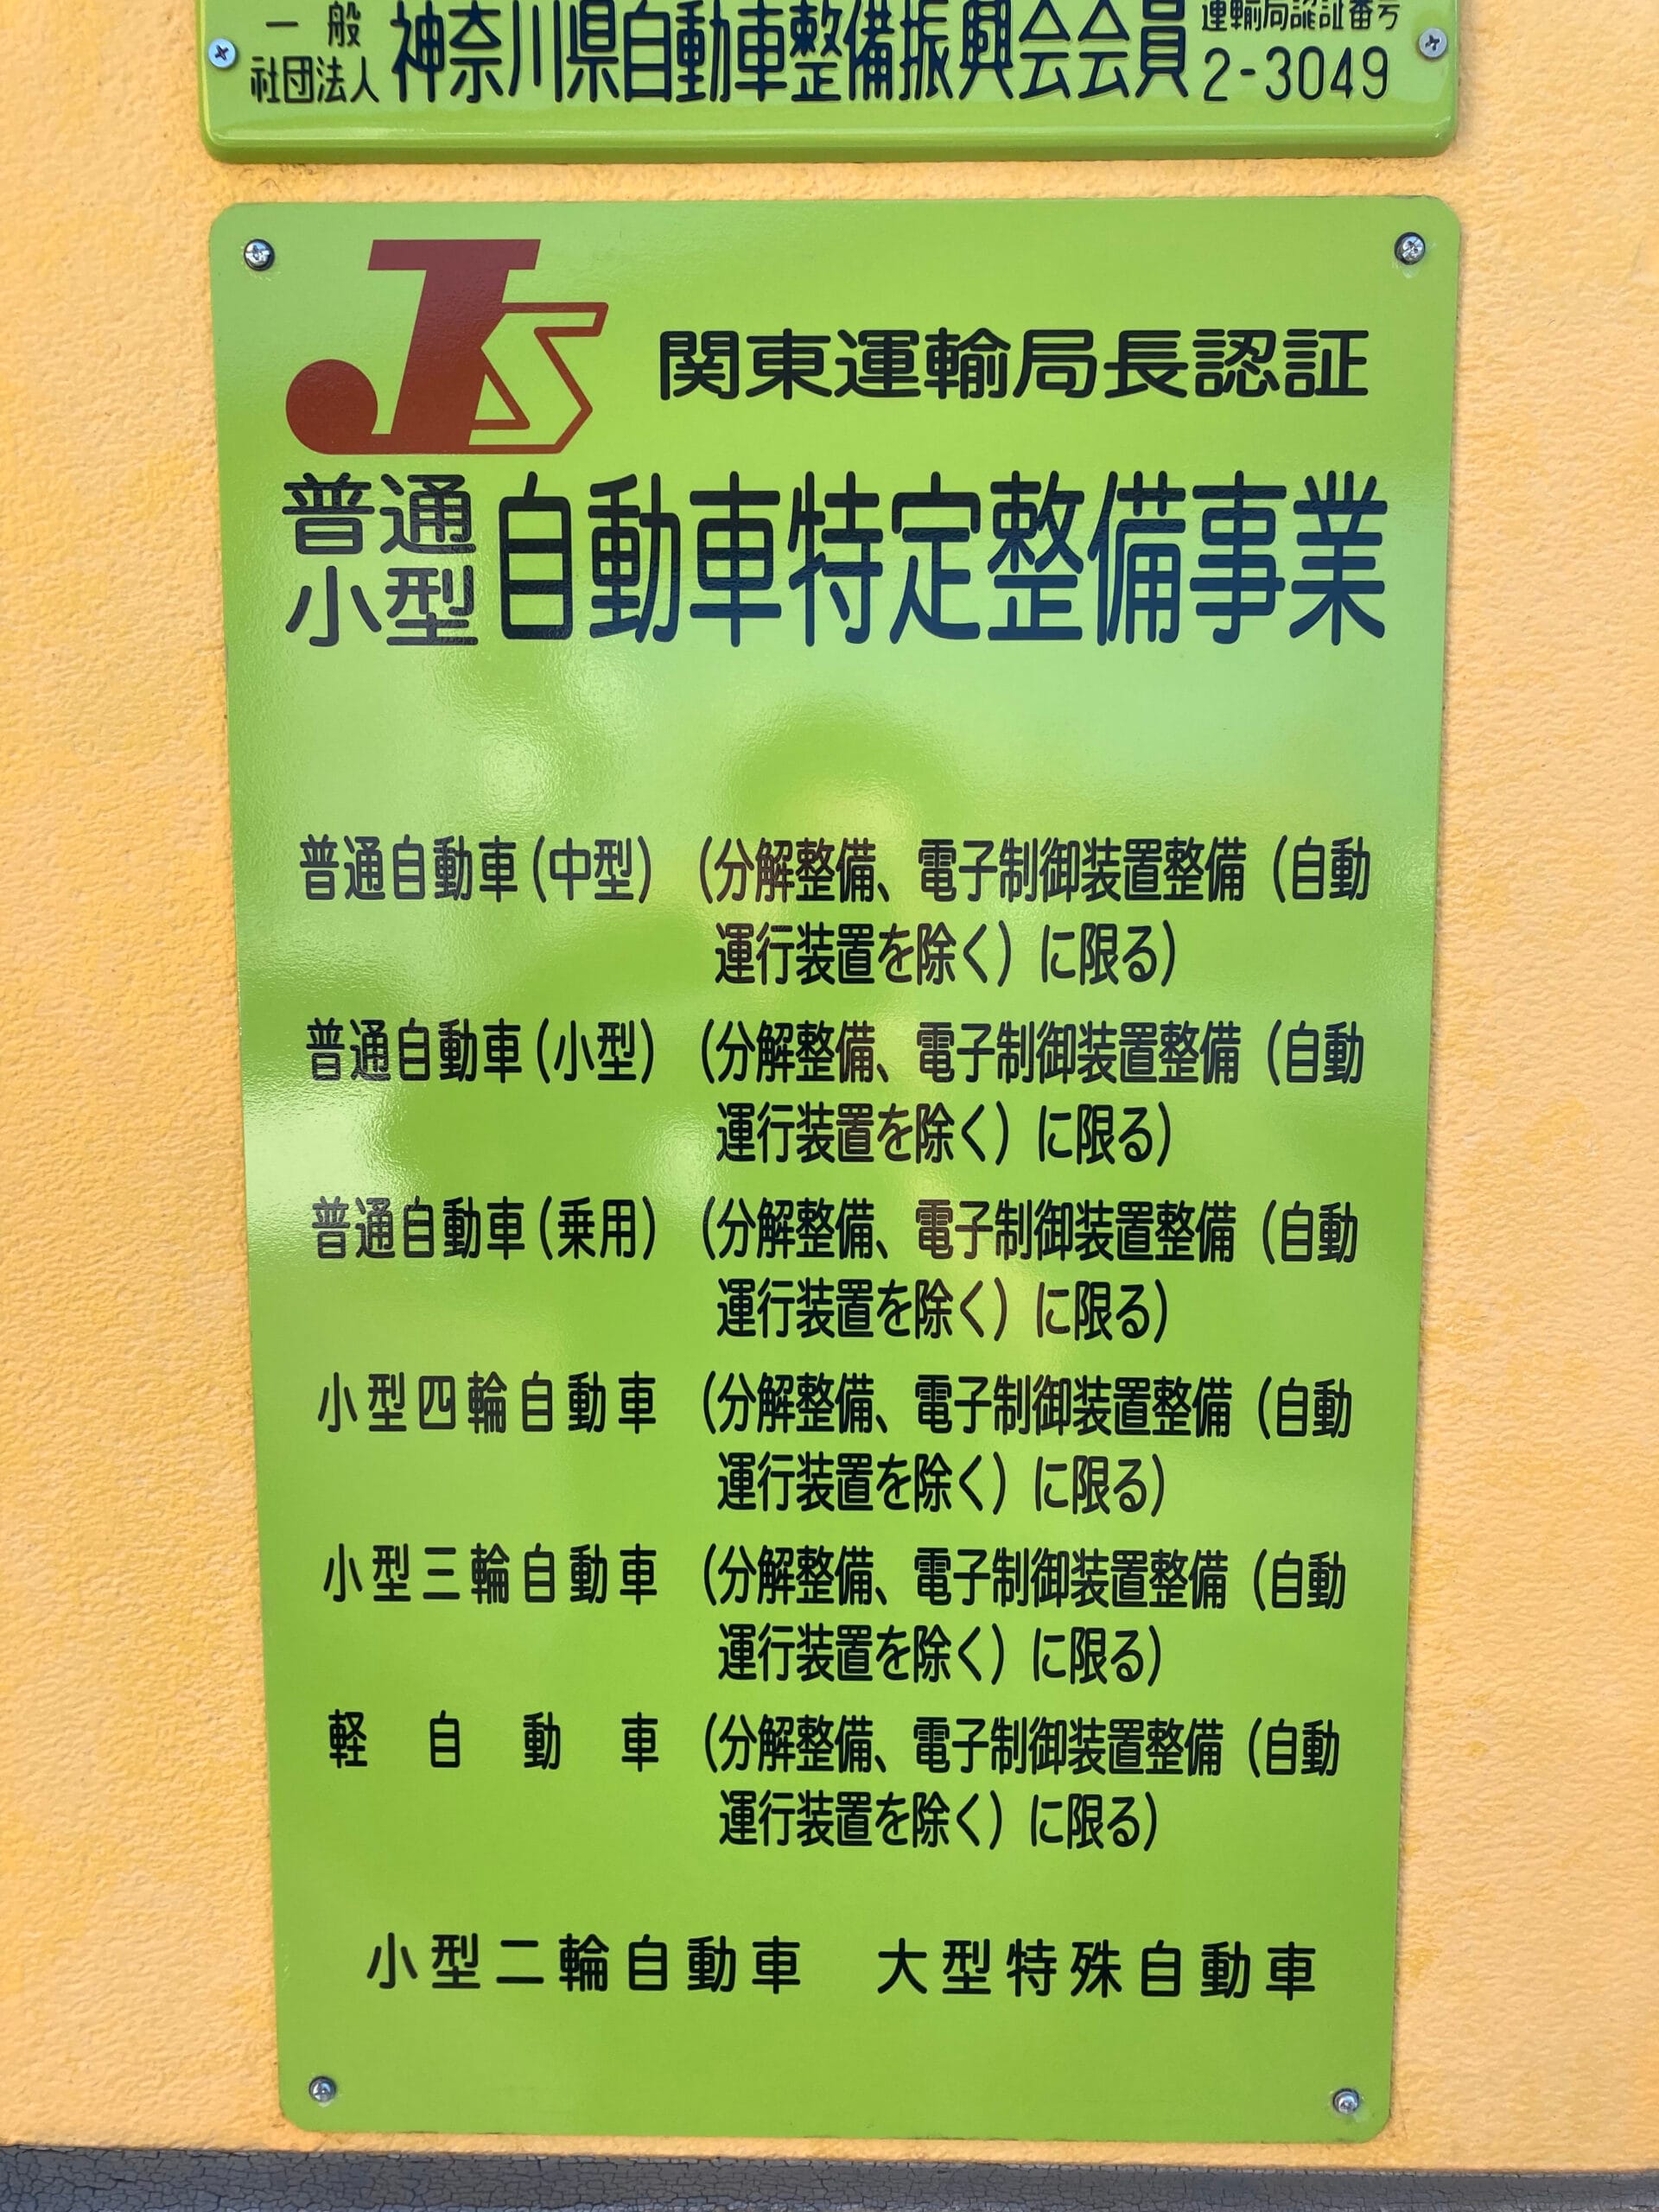 一般
社団法人 神奈川県自動車整備振興会会員 運輸局認証番号
2-3049
JS 関東運輸局長認証
普通
小型 自動車特定整備事業
普通自動車(中型) (分解整備、電子制御装置整備(自動
運行装置を除く)に限る)
普通自動車(小型) (分解整備、電子制御装置整備(自動
運行装置を除く)に限る)
普通自動車(乗用) (分解整備、電子制御装置整備(自動
運行装置を除く)に限る)
小型四輪自動車 (分解整備、電子制御装置整備(自動
運行装置を除く)に限る)
小型三輪自動車 (分解整備、電子制御装置整備(自動
運行装置を除く)に限る)
軽自動車 (分解整備、電子制御装置整備(自動
運行装置を除く)に限る)
小型二輪自動車 大型特殊自動車